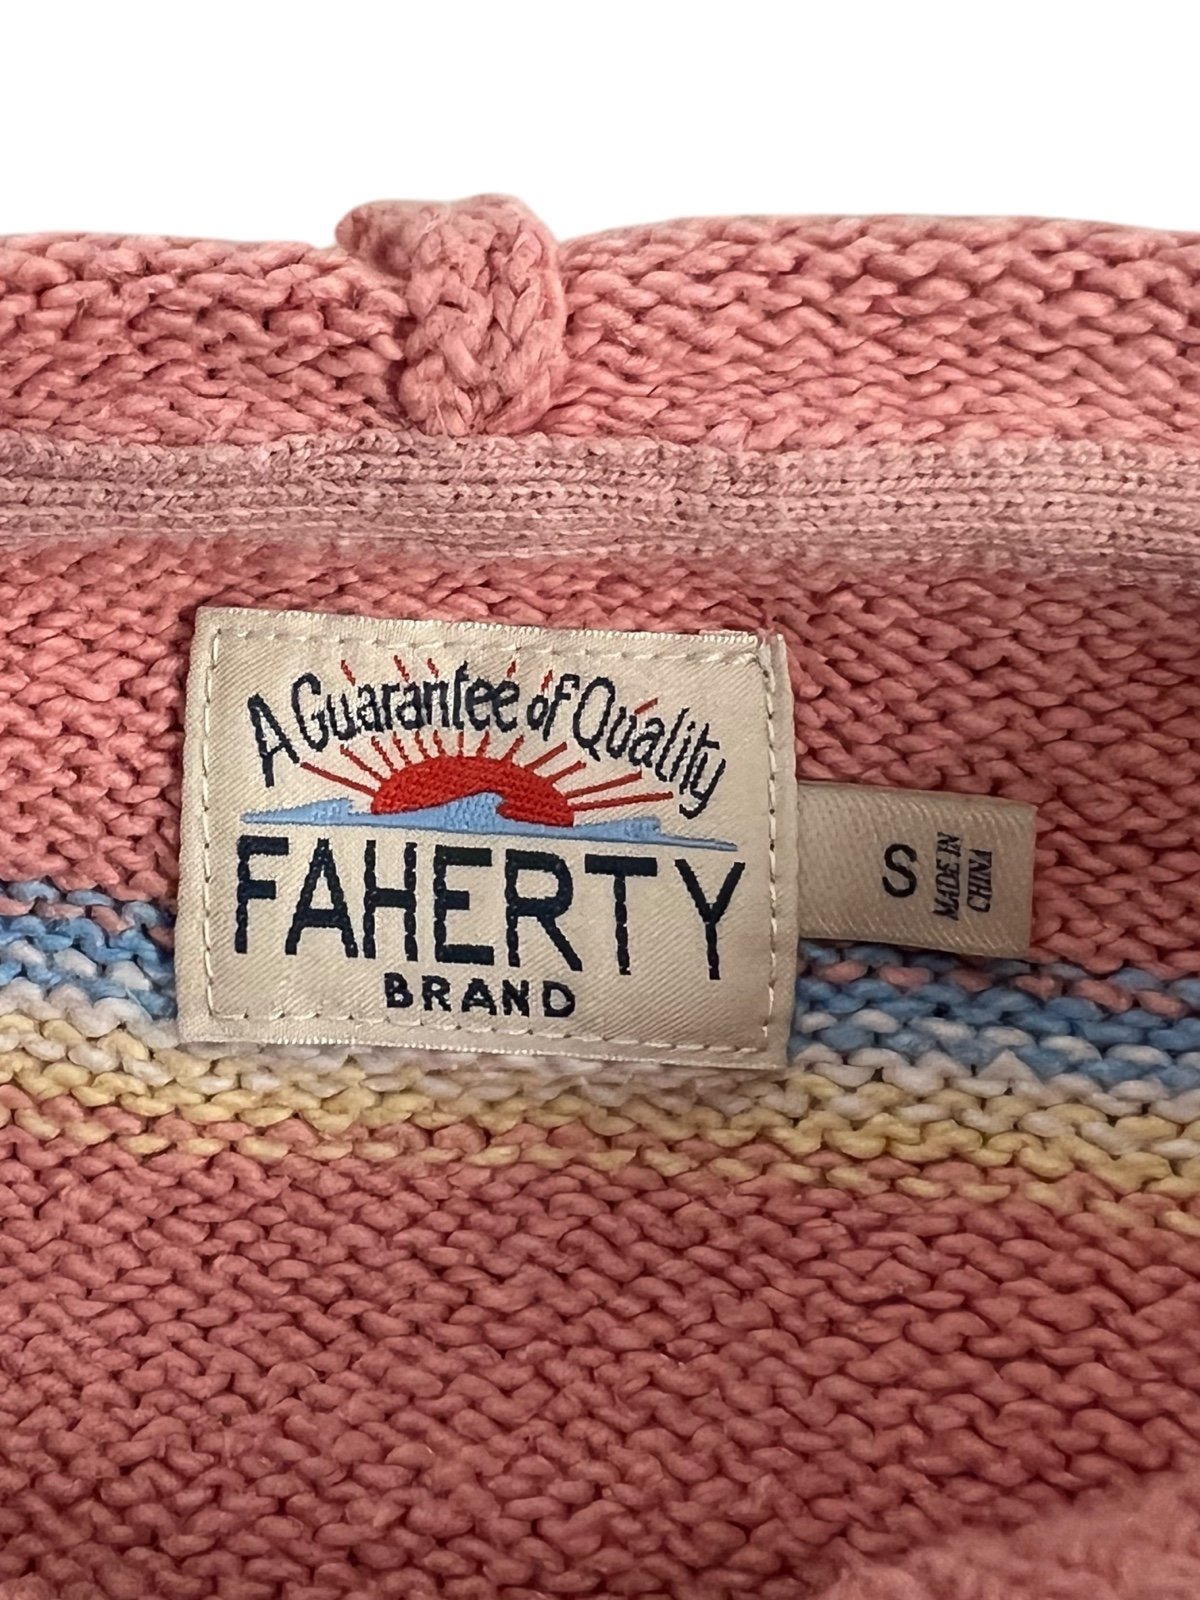 A Guarantee of Quality
FAHERTY
BRAND
S
MADE IN
CHINA